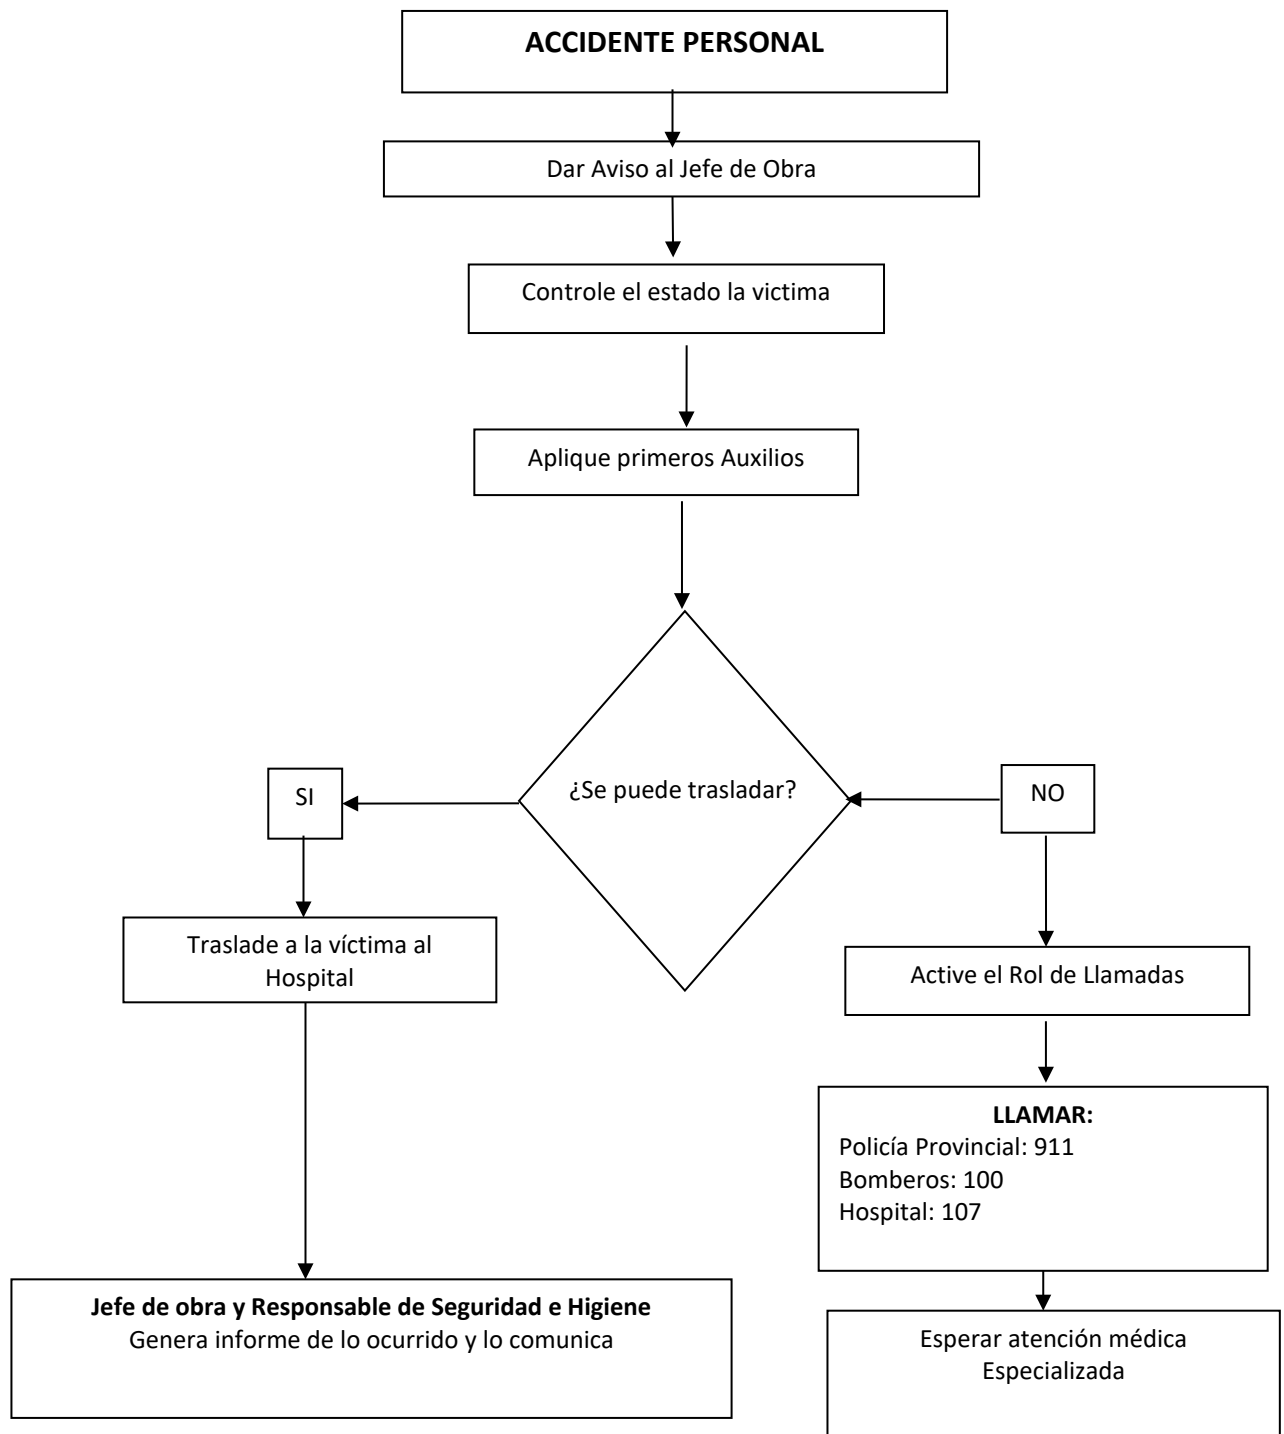 ACCIDENTE PERSONAL
Dar Aviso al Jefe de Obra
Controle el estado la victima
Aplique primeros Auxilios
¿Se puede trasladar?
SI
NO
Traslade a la víctima al
Hospital
Active el Rol de Llamadas
LLAMAR:
Policía Provincial: 911
Bomberos: 100
Hospital: 107
Jefe de obra y Responsable de Seguridad e Higiene
Genera informe de lo ocurrido y lo comunica
Esperar atención médica
Especializada